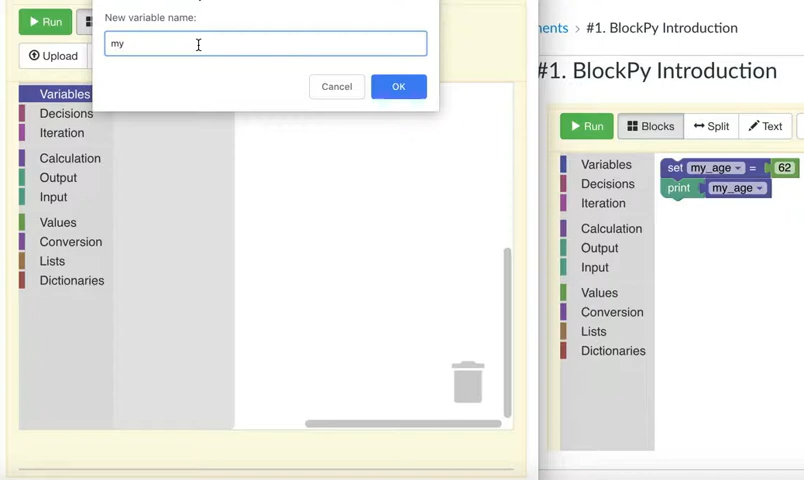 New variable name:
my
Cancel
OK
Run
Upload
Variables
Decisions
Iteration
Calculation
Output
Input
Values
Conversion
Lists
Dictionaries
ents > #1. BlockPy Introduction
#1. BlockPy Introduction
Run
Blocks
Split
Text
Variables
Decisions
Iteration
Calculation
Output
Input
Values
Conversion
Lists
Dictionaries
set my_age = 62
print my_age